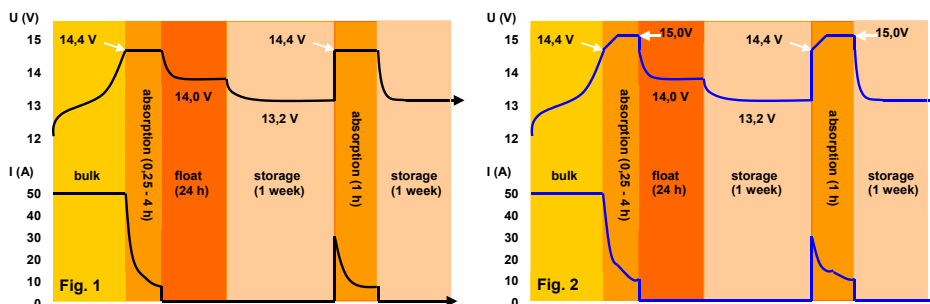 U (V)
15
14
13
12
14,4 V
14,0 V
13,2 V
14,4 V
bulk
absorption (0,25 - 4 h)
float
(24 h)
storage
(1 week)
absorption (1 h)
storage
(1 week)
I (A)
50
40
30
20
10
0
Fig. 1
U (V)
15
14
13
12
14,4 V
15,0V
14,0 V
13,2 V
14,4 V
15,0V
bulk
absorption (0,25 - 4 h)
float
(24 h)
storage
(1 week)
absorption (1 h)
storage
(1 week)
I (A)
50
40
30
20
10
0
Fig. 2